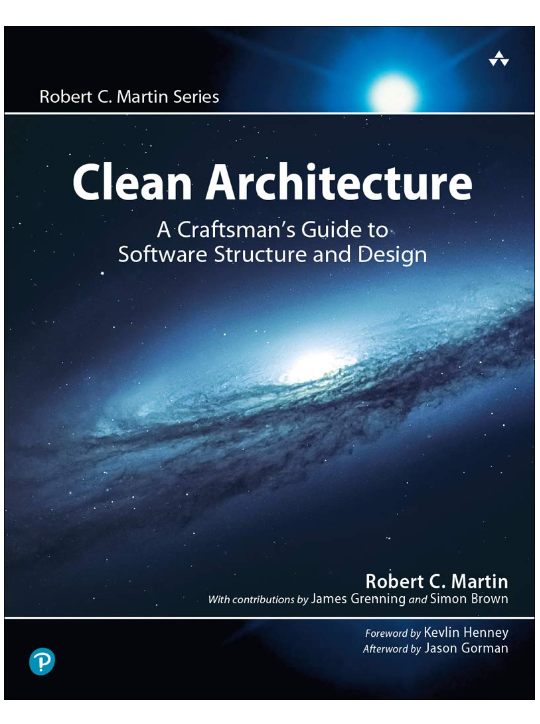 Robert C. Martin Series
Clean Architecture
A Craftsman's Guide to
Software Structure and Design
Robert C. Martin
With contributions by James Grenning and Simon Brown
Foreword by Kevlin Henney
Afterword by Jason Gorman
P